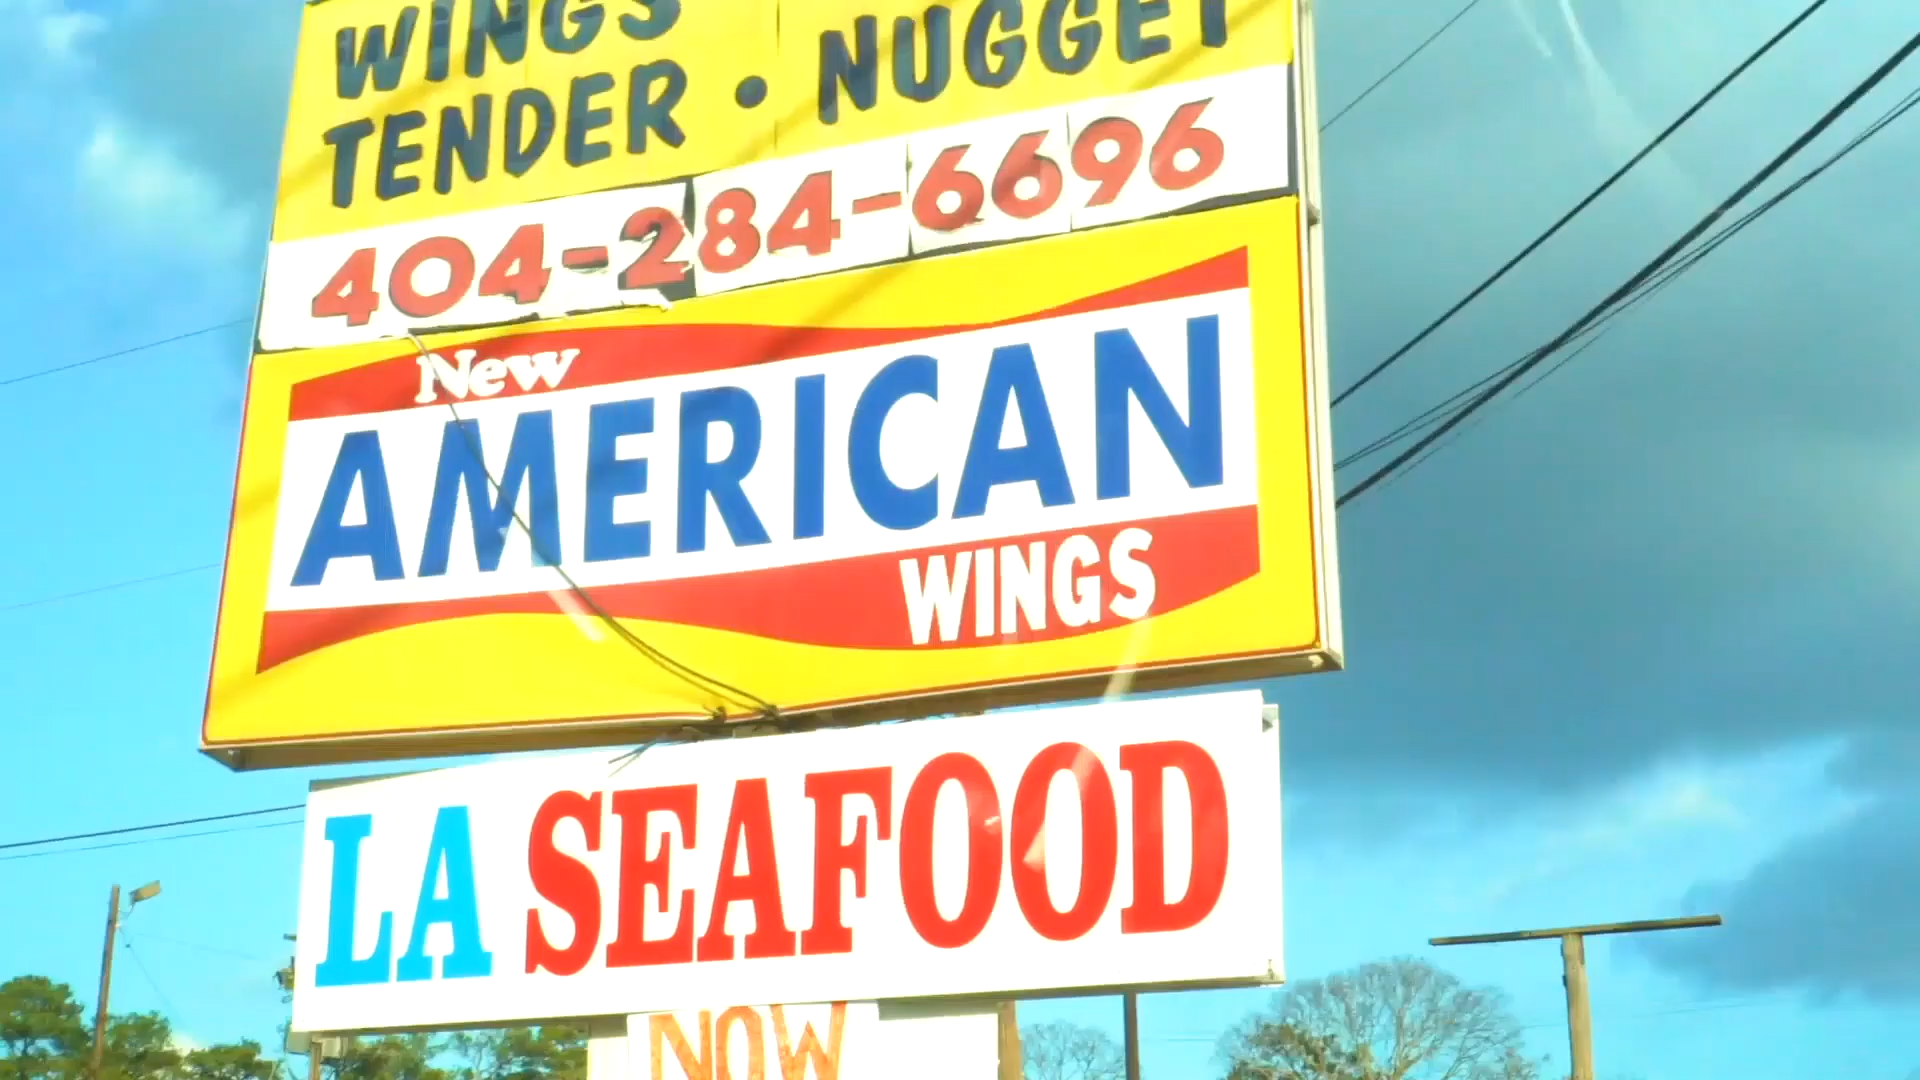 WINGS
TENDER • NUGGET
404-284-6696
New
AMERICAN
WINGS
LA SEAFOOD
NOW